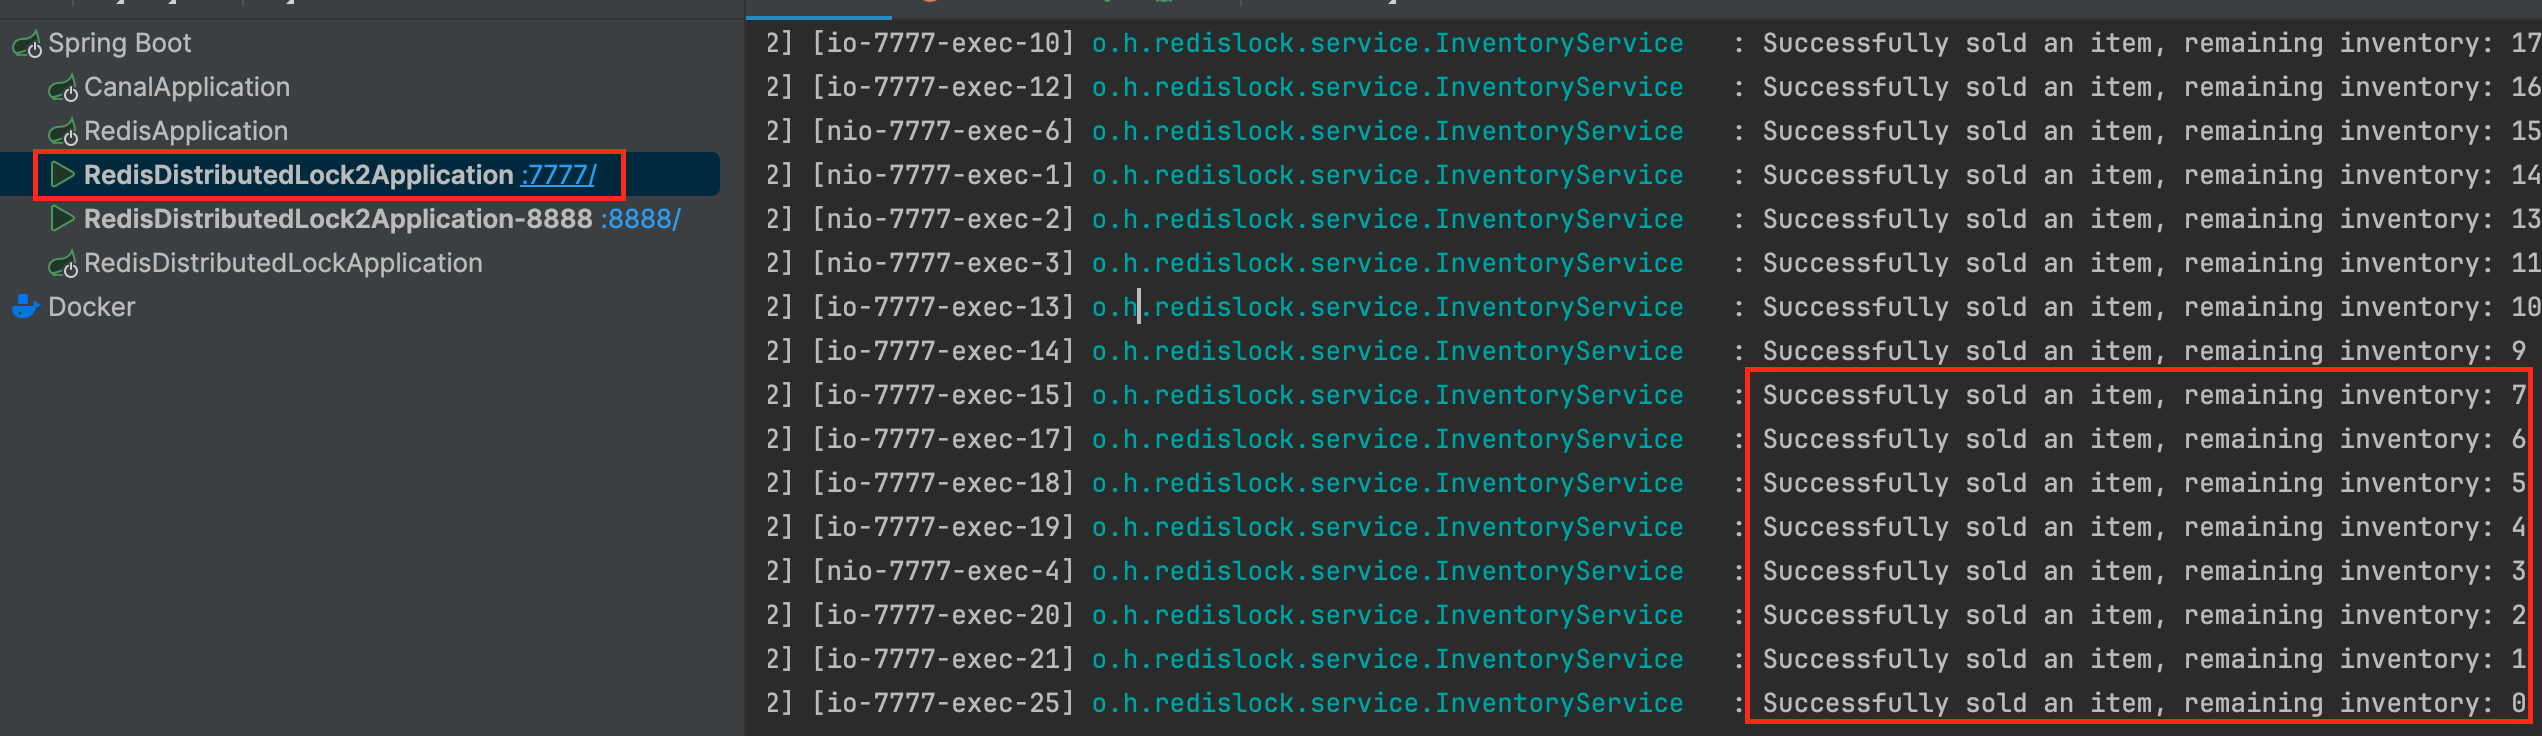 Spring Boot
CanalApplication
RedisApplication
RedisDistributedLock2Application :7777/
RedisDistributedLock2Application-8888 :8888/
RedisDistributedLockApplication
Docker
2] [io-7777-exec-10] o.h.redislock.service.InventoryService : Successfully sold an item, remaining inventory: 17
2] [io-7777-exec-12] o.h.redislock.service.InventoryService : Successfully sold an item, remaining inventory: 16
2] [nio-7777-exec-6] o.h.redislock.service.InventoryService : Successfully sold an item, remaining inventory: 15
2] [nio-7777-exec-1] o.h.redislock.service.InventoryService : Successfully sold an item, remaining inventory: 14
2] [nio-7777-exec-2] o.h.redislock.service.InventoryService : Successfully sold an item, remaining inventory: 13
2] [nio-7777-exec-3] o.h.redislock.service.InventoryService : Successfully sold an item, remaining inventory: 11
2] [io-7777-exec-13] o.h.redislock.service.InventoryService : Successfully sold an item, remaining inventory: 10
2] [io-7777-exec-14] o.h.redislock.service.InventoryService : Successfully sold an item, remaining inventory: 9
2] [io-7777-exec-15] o.h.redislock.service.InventoryService : Successfully sold an item, remaining inventory: 7
2] [io-7777-exec-17] o.h.redislock.service.InventoryService : Successfully sold an item, remaining inventory: 6
2] [io-7777-exec-18] o.h.redislock.service.InventoryService : Successfully sold an item, remaining inventory: 5
2] [io-7777-exec-19] o.h.redislock.service.InventoryService : Successfully sold an item, remaining inventory: 4
2] [nio-7777-exec-4] o.h.redislock.service.InventoryService : Successfully sold an item, remaining inventory: 3
2] [io-7777-exec-20] o.h.redislock.service.InventoryService : Successfully sold an item, remaining inventory: 2
2] [io-7777-exec-21] o.h.redislock.service.InventoryService : Successfully sold an item, remaining inventory: 1
2] [io-7777-exec-25] o.h.redislock.service.InventoryService : Successfully sold an item, remaining inventory: 0